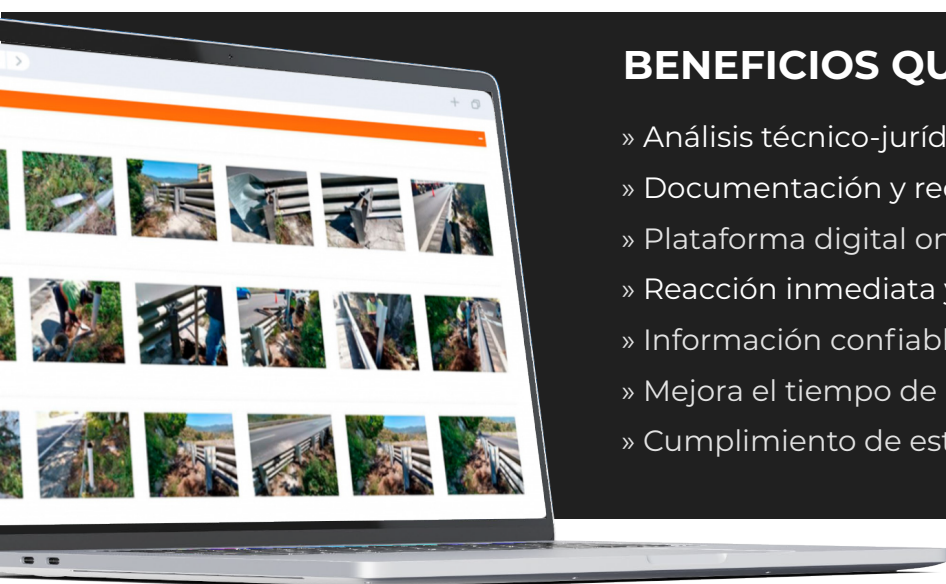 BENEFICIOS QU
» Análisis técnico-juríd
» Documentación y re
» Plataforma digital on
» Reacción inmediata y
» Información confiabl
» Mejora el tiempo de
» Cumplimiento de est